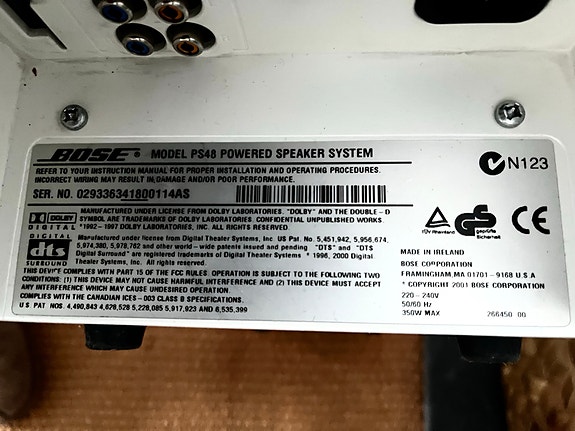 BOSE® MODEL PS48 POWERED SPEAKER SYSTEM
REFER TO YOUR INSTRUCTION MANUAL FOR PROPER INSTALLATION AND OPERATING PROCEDURES.
INCORRECT WIRING MAY RESULT IN DAMAGE AND/OR POOR PERFORMANCE.
SER. NO. 029336341800114AS
N123
DOLBY
DIGITAL
MANUFACTURED UNDER LICENSE FROM DOLBY LABORATORIES. "DOLBY" AND THE DOUBLE - D
SYMBOL ARE TRADEMARKS OF DOLBY LABORATORIES. CONFIDENTIAL UNPUBLISHED WORKS.
©1992 - 1997 DOLBY LABORATORIES, INC. ALL RIGHTS RESERVED.
DIGITAL
dts
SURROUND
Manufactured under license from Digital Theater Systems, Inc. US Pat. No. 5,451,942, 5,956,674,
5,974,380, 5,978,762 and other world - wide patents issued and pending "DTS" and "DTS
Digital Surround" are registered trademarks of Digital Theater Systems © 1996, 2000 Digital
Theater Systems, Inc. All rights reserved.
THIS DEVICE COMPLIES WITH PART 15 OF THE FCC RULES. OPERATION IS SUBJECT TO THE FOLLOWING TWO
CONDITIONS: (1) THIS DEVICE MAY NOT CAUSE HARMFUL INTERFERENCE AND (2) THIS DEVICE MUST ACCEPT
ANY INTERFERENCE WHICH MAY CAUSE UNDESIRED OPERATION.
COMPLIES WITH THE CANADIAN ICES - 003 CLASS B SPECIFICATIONS.
U S PAT NOS. 4,490,843 4,628,528 5,228,085 5,917,923 and 6,535,399
TÜV Rheinland
geprüfte
Sicherheit
GS
CE
MADE IN IRELAND
BOSE CORPORATION
FRAMINGHAM, MA 01701 - 9168 U S A
© COPYRIGHT 2001 BOSE CORPORATION
220 - 240V
50/60 Hz
350W MAX
266450 00